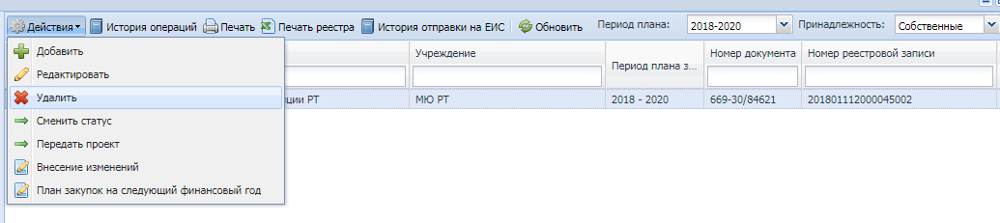 Действия История операций Печать Печать реестра История отправки на ЕИС Обновить Период плана: 2018-2020 Принадлежность: Собственные
Учреждение Период плана з... Номер документа Номер реестровой записи
ции РТ МЮ РТ 2018 - 2020 669-30/84621 201801112000045002
Добавить
Редактировать
Удалить
Сменить статус
Передать проект
Внесение изменений
План закупок на следующий финансовый год